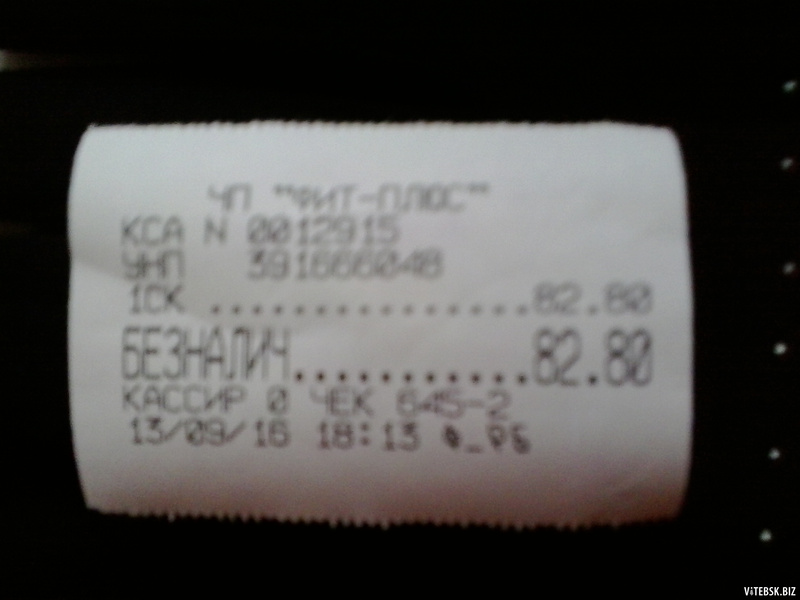 ЧП "ФИТ-ПЛЮС"
КСА N 0012915
УНП 391666048
1СК ................82.80
БЕЗНАЛИЧ...........82.80
КАССИР 0 ЧЕК 645-2
13/09/16 18:13
VITEBSK.BIZ